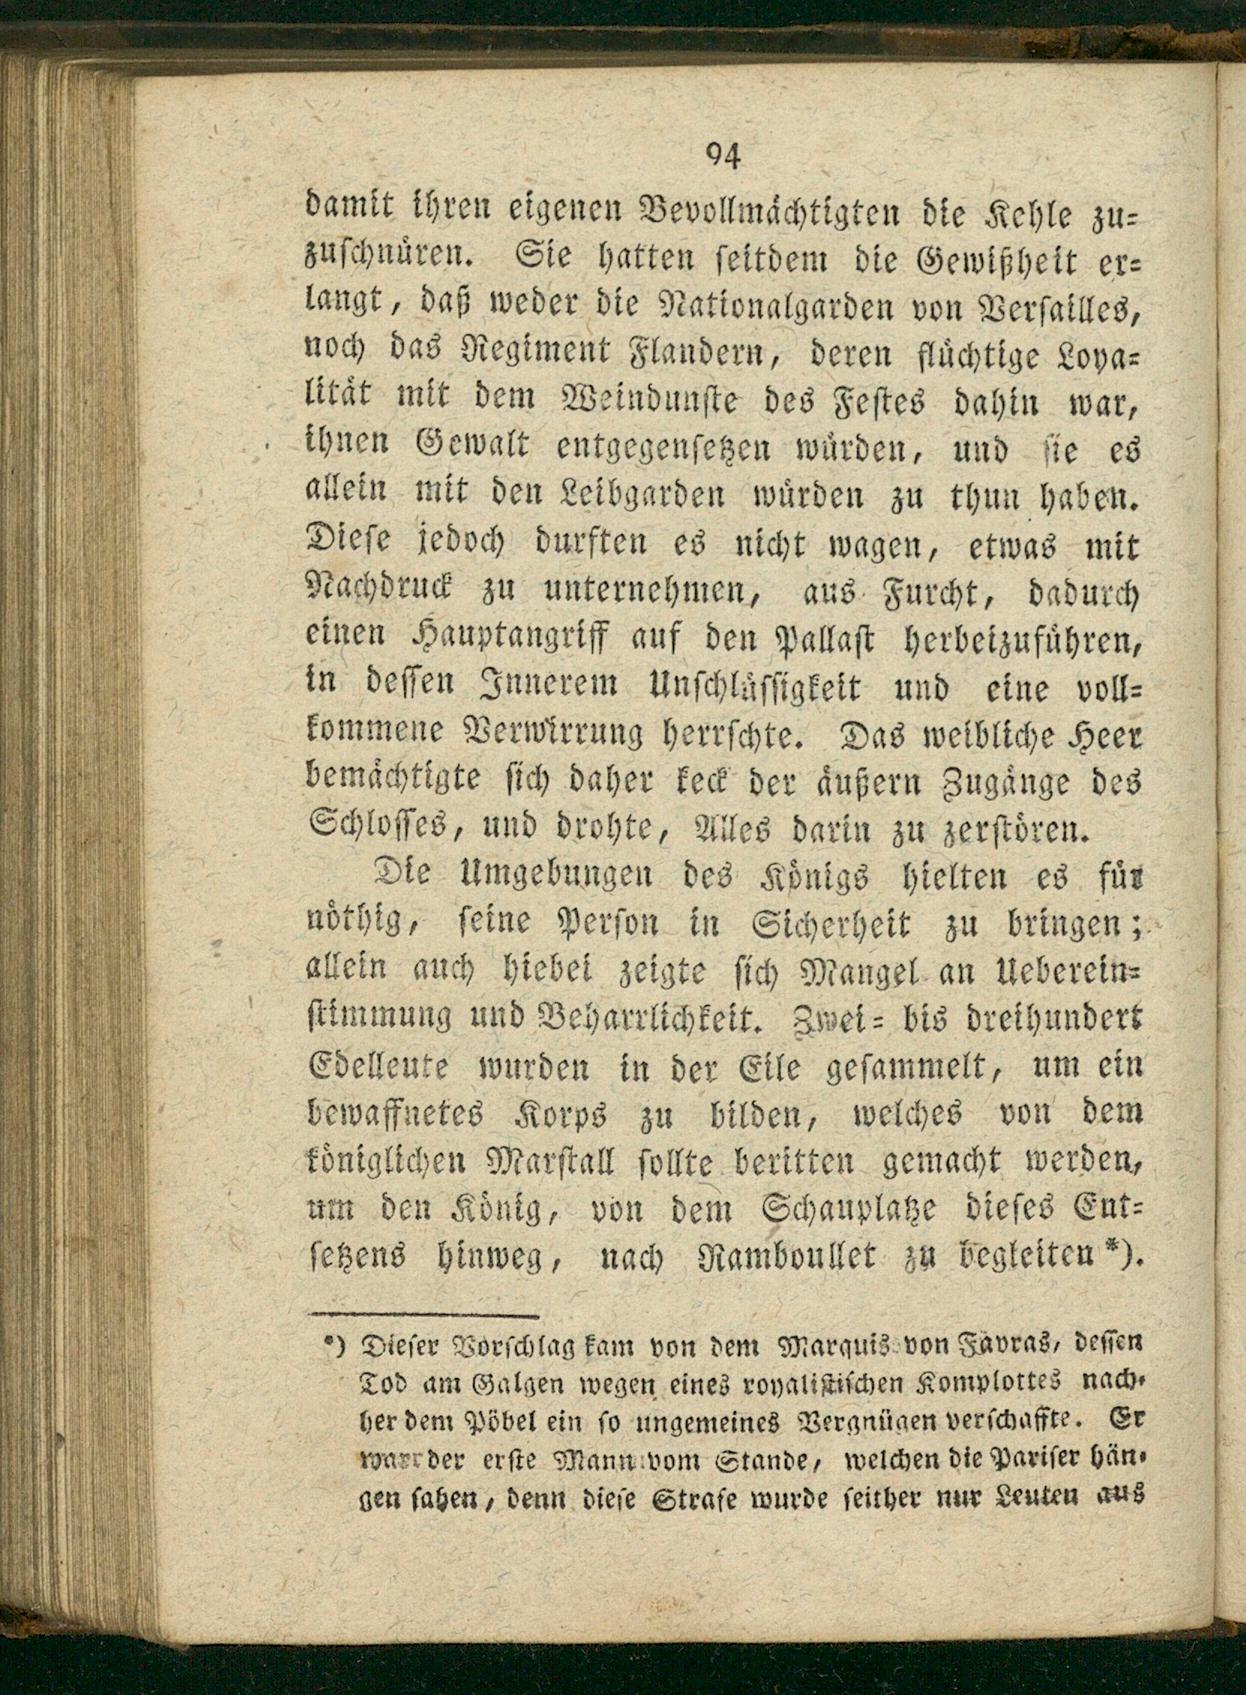 94
damit ihren eigenen Bevollmächtigten die Kehle zu=
zuschnüren. Sie hatten seitdem die Gewißheit er=
langt, daß weder die Nationalgarden von Versailles,
noch das Regiment Flandern, deren flüchtige Loya=
lität mit dem Weindunste des Festes dahin war,
ihnen Gewalt entgegensetzen würden, und sie es
allein mit den Leibgarden würden zu thun haben.
Diese jedoch durften es nicht wagen, etwas mit
Nachdruck zu unternehmen, aus Furcht, dadurch
einen Hauptangriff auf den Pallast herbeizuführen,
in dessen Innerem Unschlüssigkeit und eine voll=
kommene Verwirrung herrschte. Das weibliche Heer
bemächtigte sich daher keck der äußern Zugänge des
Schlosses, und drohte, Alles darin zu zerstören.
Die Umgebungen des Königs hielten es für
nöthig, seine Person in Sicherheit zu bringen;
allein auch hiebei zeigte sich Mangel an Ueberein=
stimmung und Beharrlichkeit. Zwei= bis dreihundert
Edelleute wurden in der Eile gesammelt, um ein
bewaffnetes Korps zu bilden, welches von dem
königlichen Marstall sollte beritten gemacht werden,
um den König, von dem Schauplatze dieses Ent=
setzens hinweg, nach Ramboullet zu begleiten *).
*) Dieser Vorschlag kam von dem Marquis von Favras, dessen
Tod am Galgen wegen eines royalistischen Komplottes nach=
her dem Pöbel ein so ungemeines Vergnügen verschaffte. Er
war der erste Mann vom Stande, welchen die Pariser hän=
gen sahen, denn diese Strafe wurde seither nur Leuten aus